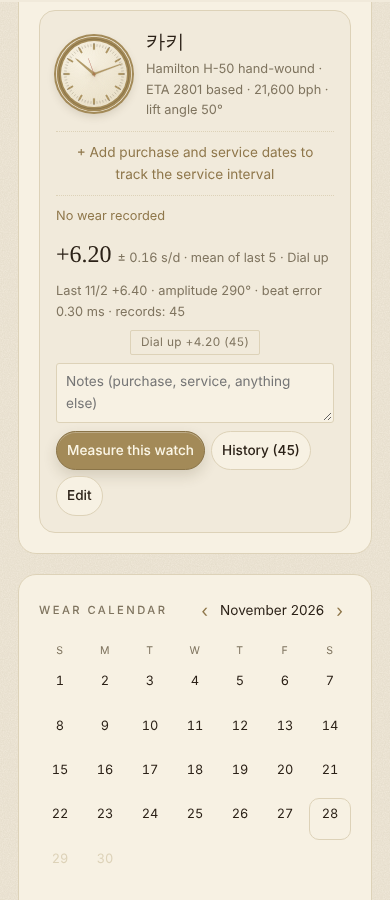 카키
Hamilton H-50 hand-wound ·
ETA 2801 based · 21,600 bph ·
lift angle 50°
+ Add purchase and service dates to
track the service interval
No wear recorded
+6.20 ± 0.16 s/d · mean of last 5 · Dial up
Last 11/2 +6.40 · amplitude 290° · beat error
0.30 ms · records: 45
Dial up +4.20 (45)
Notes (purchase, service, anything
else)
Measure this watch History (45)
Edit
WEAR CALENDAR ‹ November 2026 ›
S M T W T F S
1 2 3 4 5 6 7
8 9 10 11 12 13 14
15 16 17 18 19 20 21
22 23 24 25 26 27 28
29 30